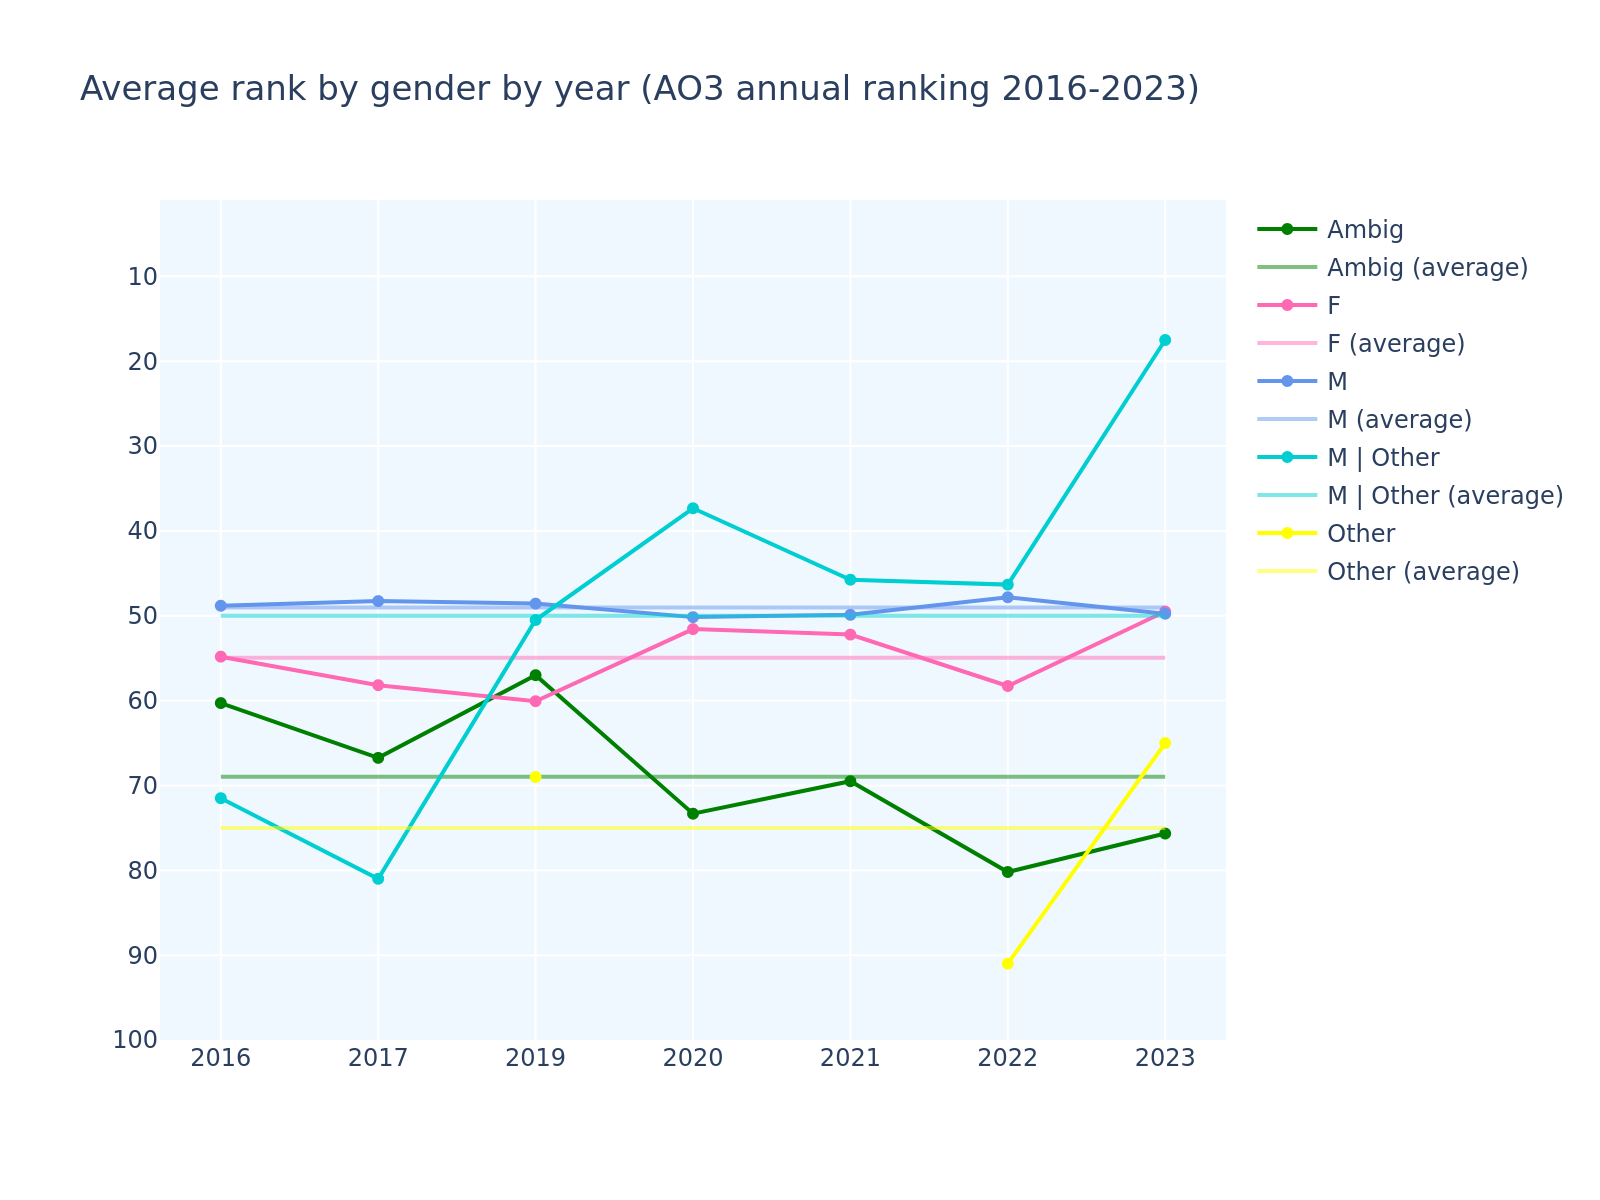 Average rank by gender by year (AO3 annual ranking 2016-2023)
10
20
30
40
50
60
70
80
90
100
2016 2017 2019 2020 2021 2022 2023
Ambig
Ambig (average)
F
F (average)
M
M (average)
M | Other
M | Other (average)
Other
Other (average)